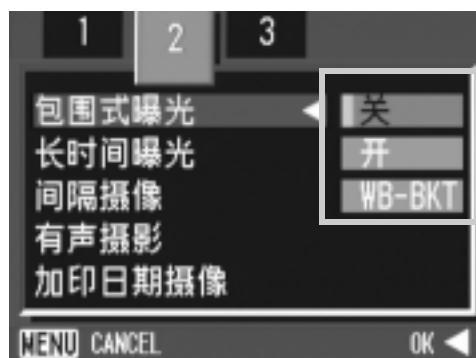 1 2 3
包围式曝光 关
长时间曝光 开
间隔摄像 WB-BKT
有声摄影
加印日期摄像
MENU CANCEL OK